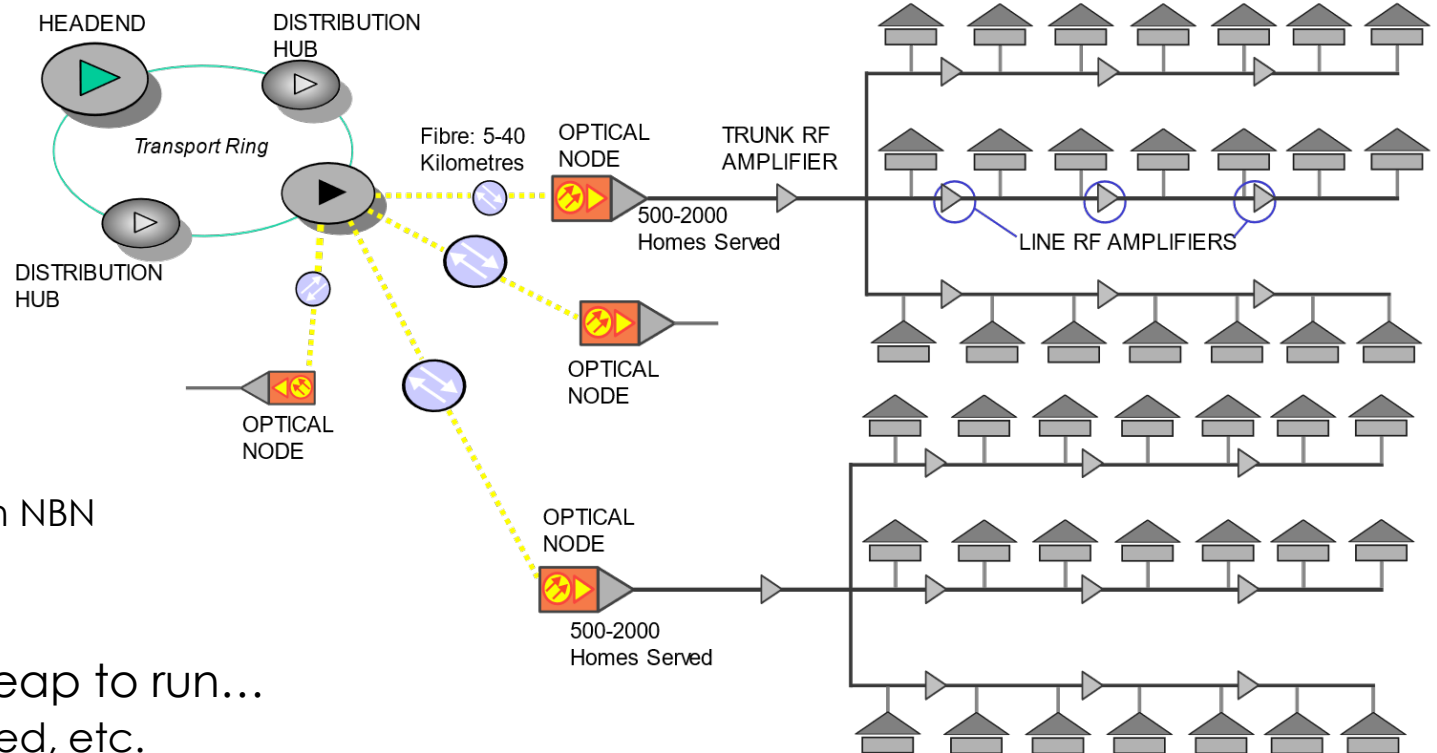 HEADEND
DISTRIBUTION
HUB
Transport Ring
Fibre: 5-40
Kilometres
OPTICAL
NODE
TRUNK RF
AMPLIFIER
500-2000
Homes Served
LINE RF AMPLIFIERS
DISTRIBUTION
HUB
OPTICAL
NODE
OPTICAL
NODE
NBN
OPTICAL
NODE
500-2000
Homes Served
eap to run...
ed, etc.